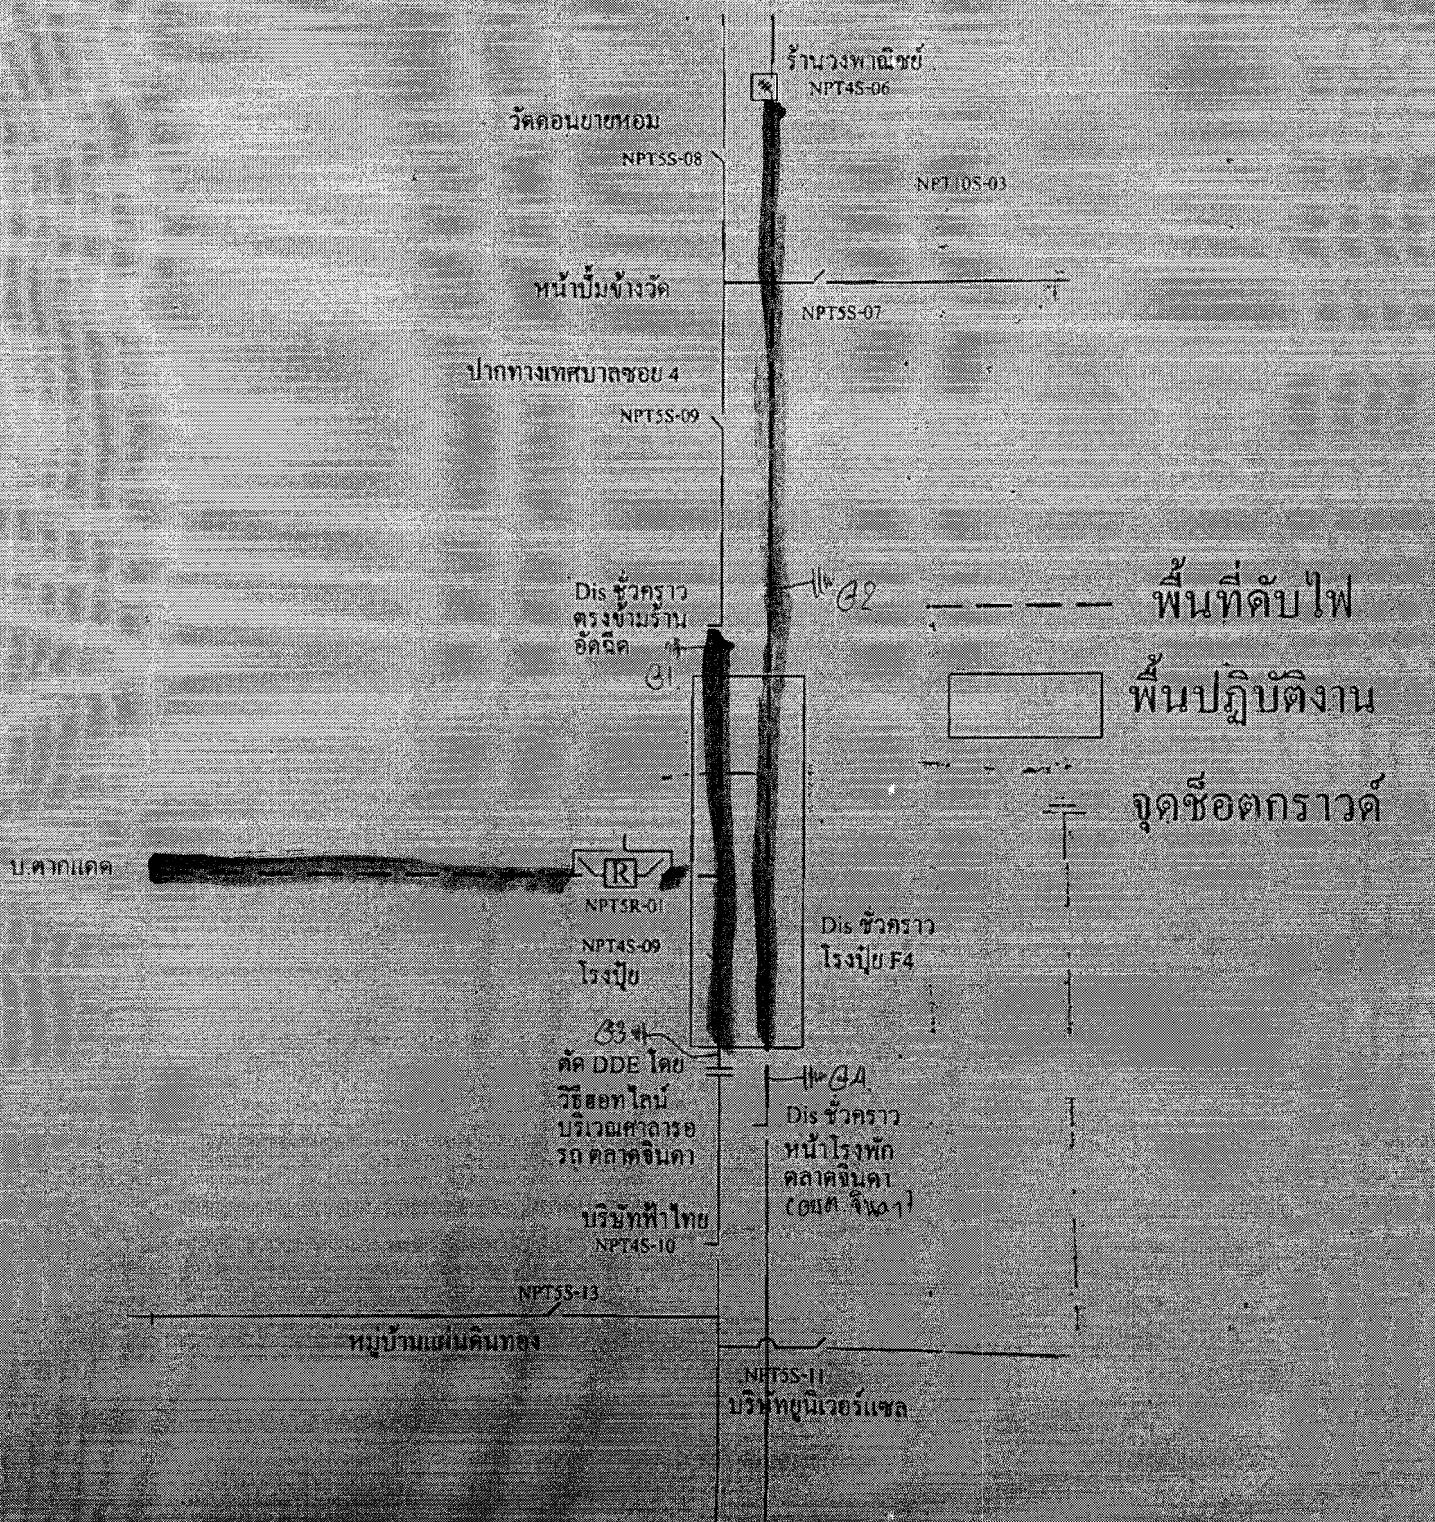 ร้านวงพาณิชย์
NPT4S-06
วัดดอนยายหอม
NPT5S-08
NPT10S-03
หน้าปั๊มข้างวัด
NPT5S-07
ปากทางเทศบาลซอย 4
NPT5S-09
Dis ชั่วคราว
ตรงข้ามร้าน
อัดฉีด
G1
G2
พื้นที่ดับไฟ
พื้นปฎิบัติงาน
จุดช็อตกราวด์
บ.ตากแดด
R
NPT5R-01
NPT4S-09
โรงปุ๋ย
Dis ชั่วคราว
โรงปุ๋ย F4
G3
ตัด DDE โดย
วิธีฮอทไลน์
บริเวณศาลารอ
รถ ตลาดจินดา
G4
Dis ชั่วคราว
หน้าโรงพัก
ตลาดจินดา
(อบต.จินดา)
บริษัทฟ้าไทย
NPT4S-10
NPT5S-13
หมู่บ้านแผ่นดินทอง
NPT5S-11
บริษัทยูนิเวอร์แซล